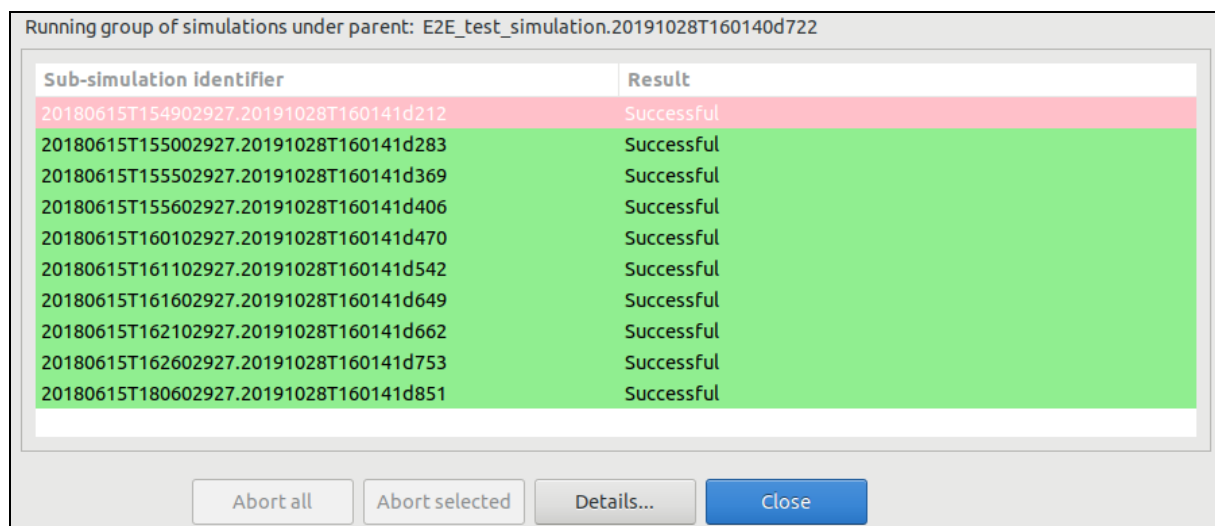 Running group of simulations under parent: E2E_test_simulation.20191028T160140d722
Sub-simulation identifier Result
20180615T154902927.20191028T160141d212 Successful
20180615T155002927.20191028T160141d283 Successful
20180615T155502927.20191028T160141d369 Successful
20180615T155602927.20191028T160141d406 Successful
20180615T160102927.20191028T160141d470 Successful
20180615T161102927.20191028T160141d542 Successful
20180615T161602927.20191028T160141d649 Successful
20180615T162102927.20191028T160141d662 Successful
20180615T162602927.20191028T160141d753 Successful
20180615T180602927.20191028T160141d851 Successful
Abort all Abort selected Details... Close